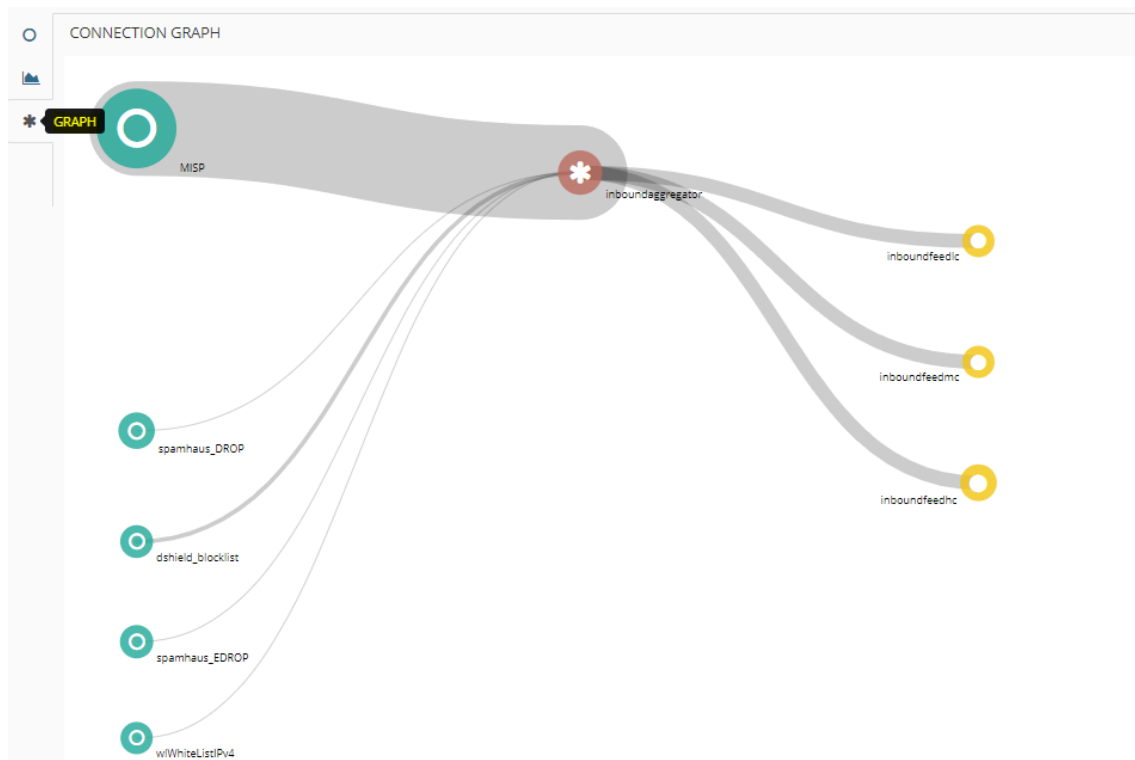 CONNECTION GRAPH
GRAPH
MISP
inboundaggregator
inboundfeedlc
inboundfeedmc
spamhaus_DROP
inboundfeedhc
dshield_blocklist
spamhaus_EDROP
wlWhiteListIPv4